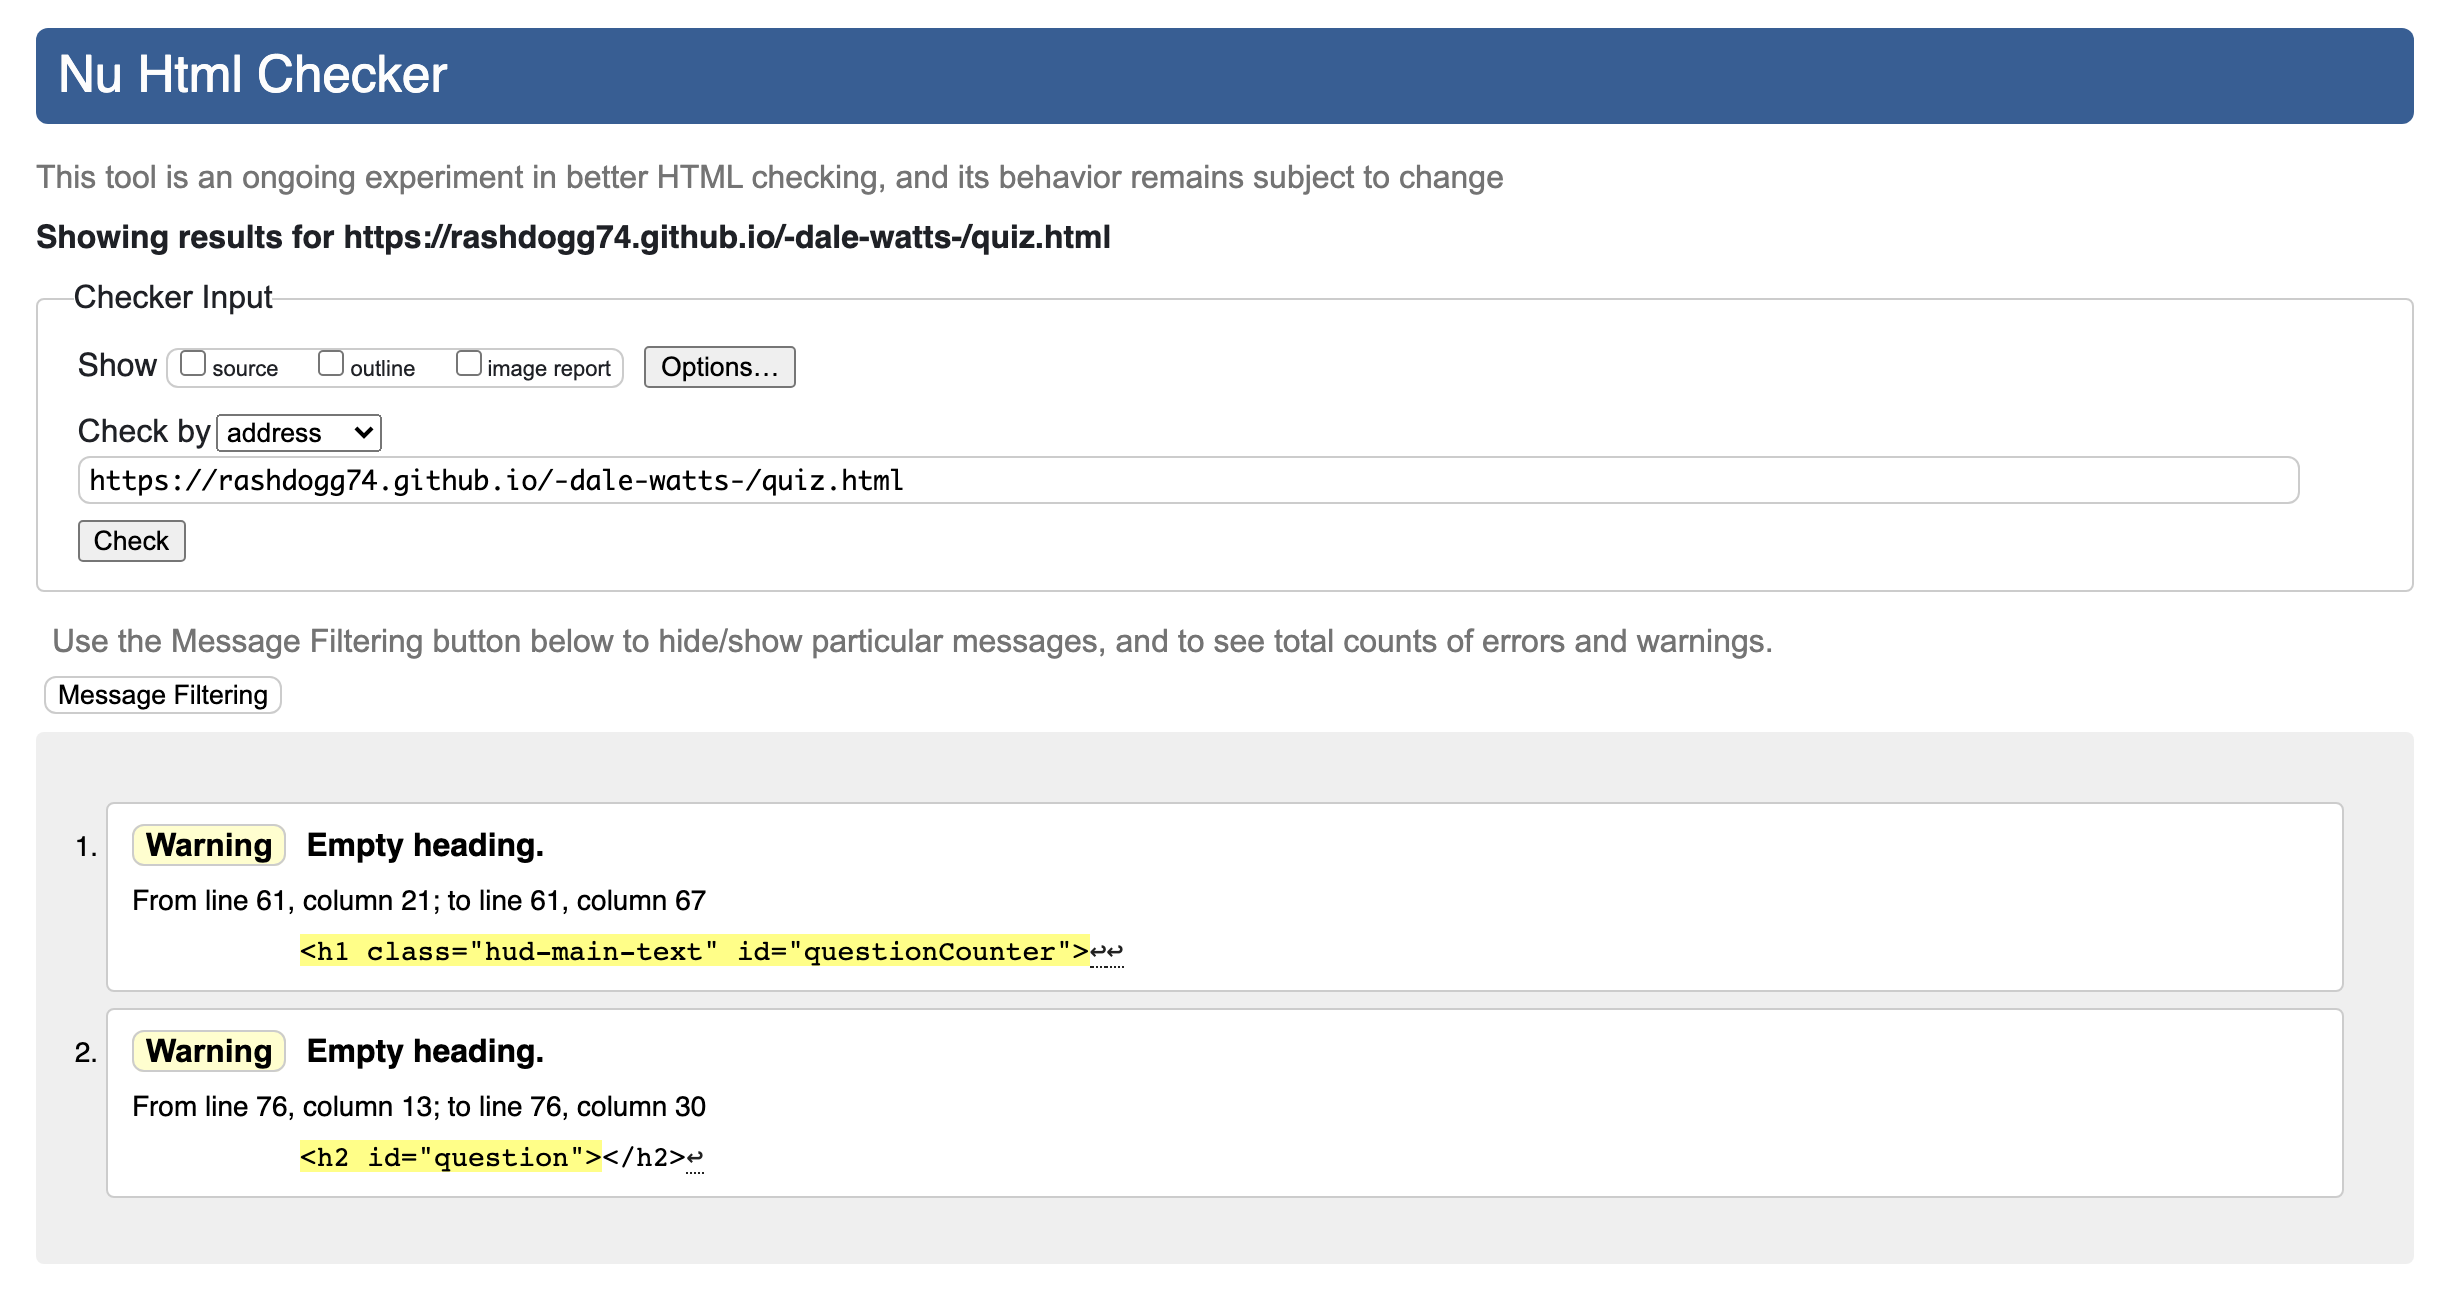 Nu Html Checker
This tool is an ongoing experiment in better HTML checking, and its behavior remains subject to change
Showing results for https://rashdogg74.github.io/-dale-watts-/quiz.html
Checker Input
Show source outline image report Options...
Check by address
https://rashdogg74.github.io/-dale-watts-/quiz.html
Check
Use the Message Filtering button below to hide/show particular messages, and to see total counts of errors and warnings.
Message Filtering
1. Warning Empty heading.
From line 61, column 21; to line 61, column 67
<h1 class="hud-main-text" id="questionCounter">↩↩
2. Warning Empty heading.
From line 76, column 13; to line 76, column 30
<h2 id="question"></h2>↩